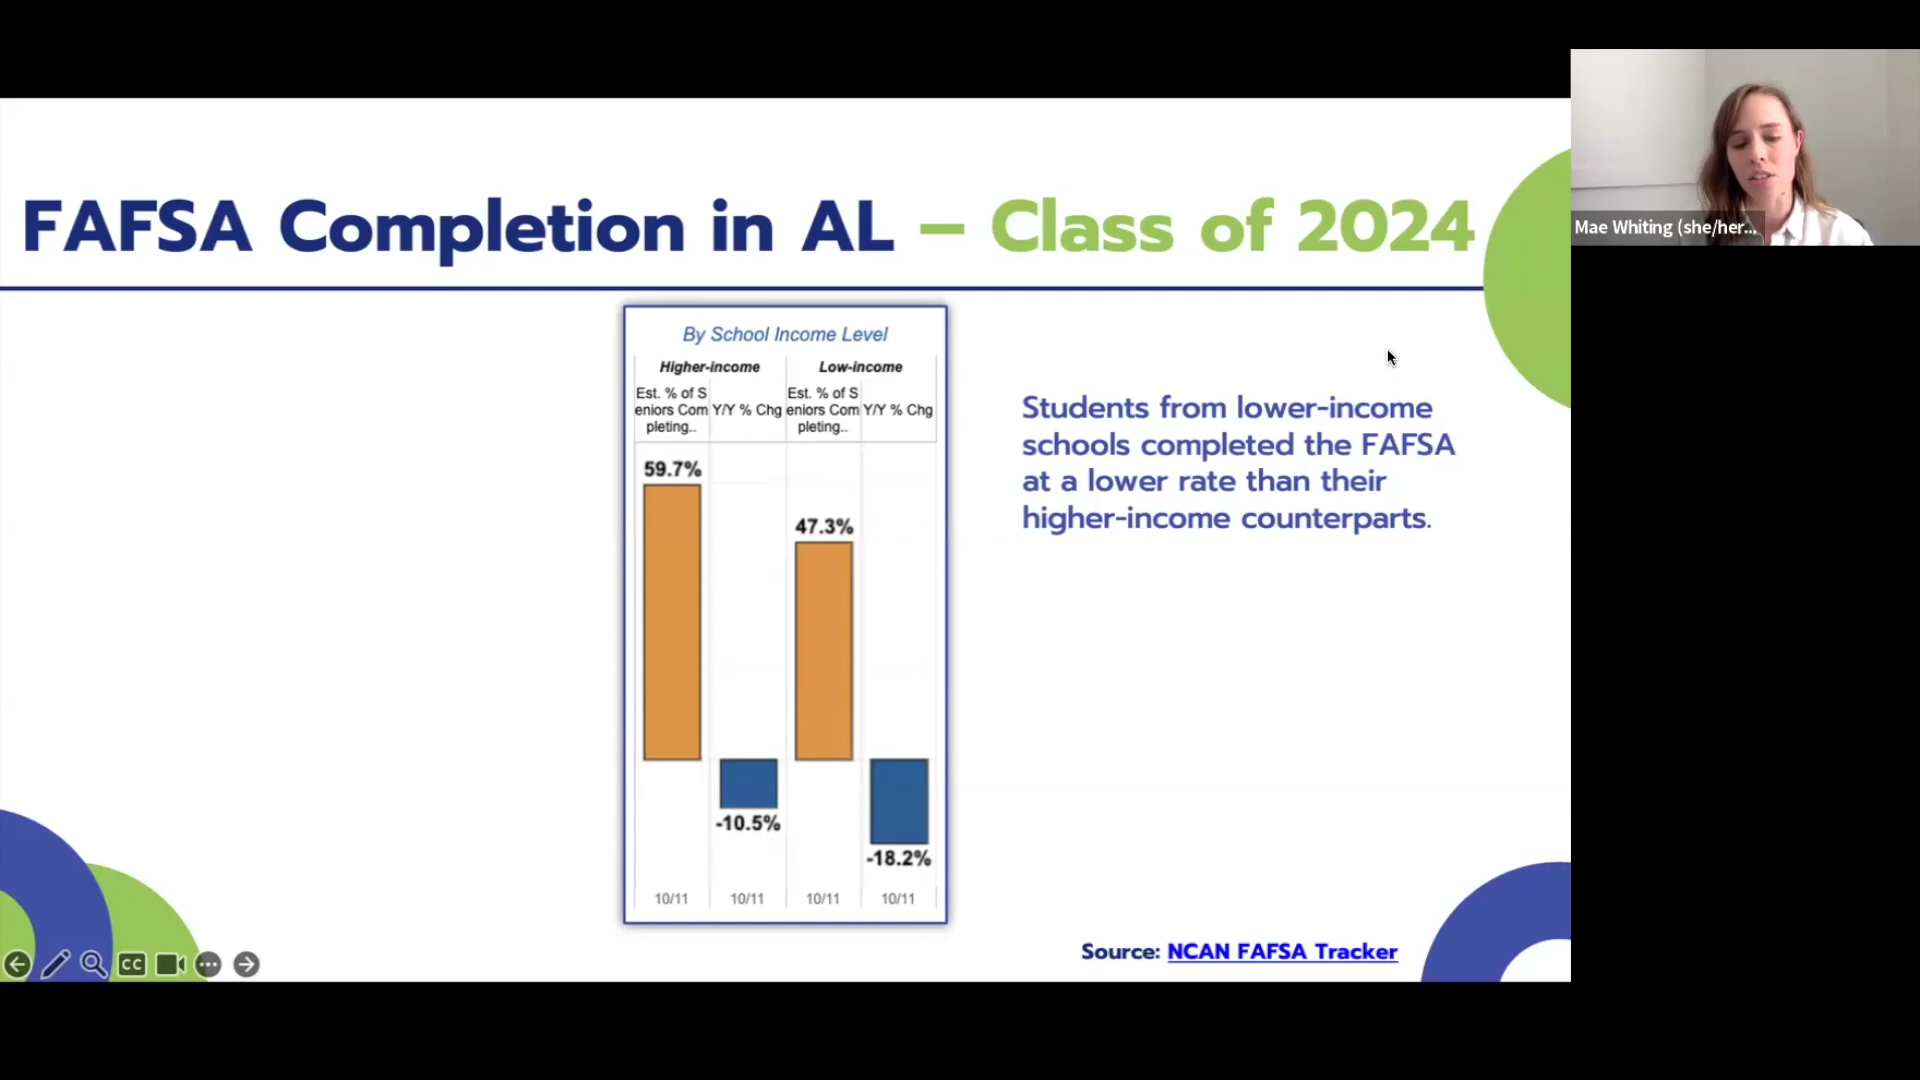 FAFSA Completion in AL – Class of 2024
Mae Whiting (she/her...
By School Income Level
Higher-income Low-income
Est. % of S
eniors Com
pleting..
Y/Y % Chg
Est. % of S
eniors Com
pleting..
Y/Y % Chg
59.7%
47.3%
-10.5%
-18.2%
10/11 10/11 10/11 10/11
Students from lower-income
schools completed the FAFSA
at a lower rate than their
higher-income counterparts.
Source: NCAN FAFSA Tracker
CC